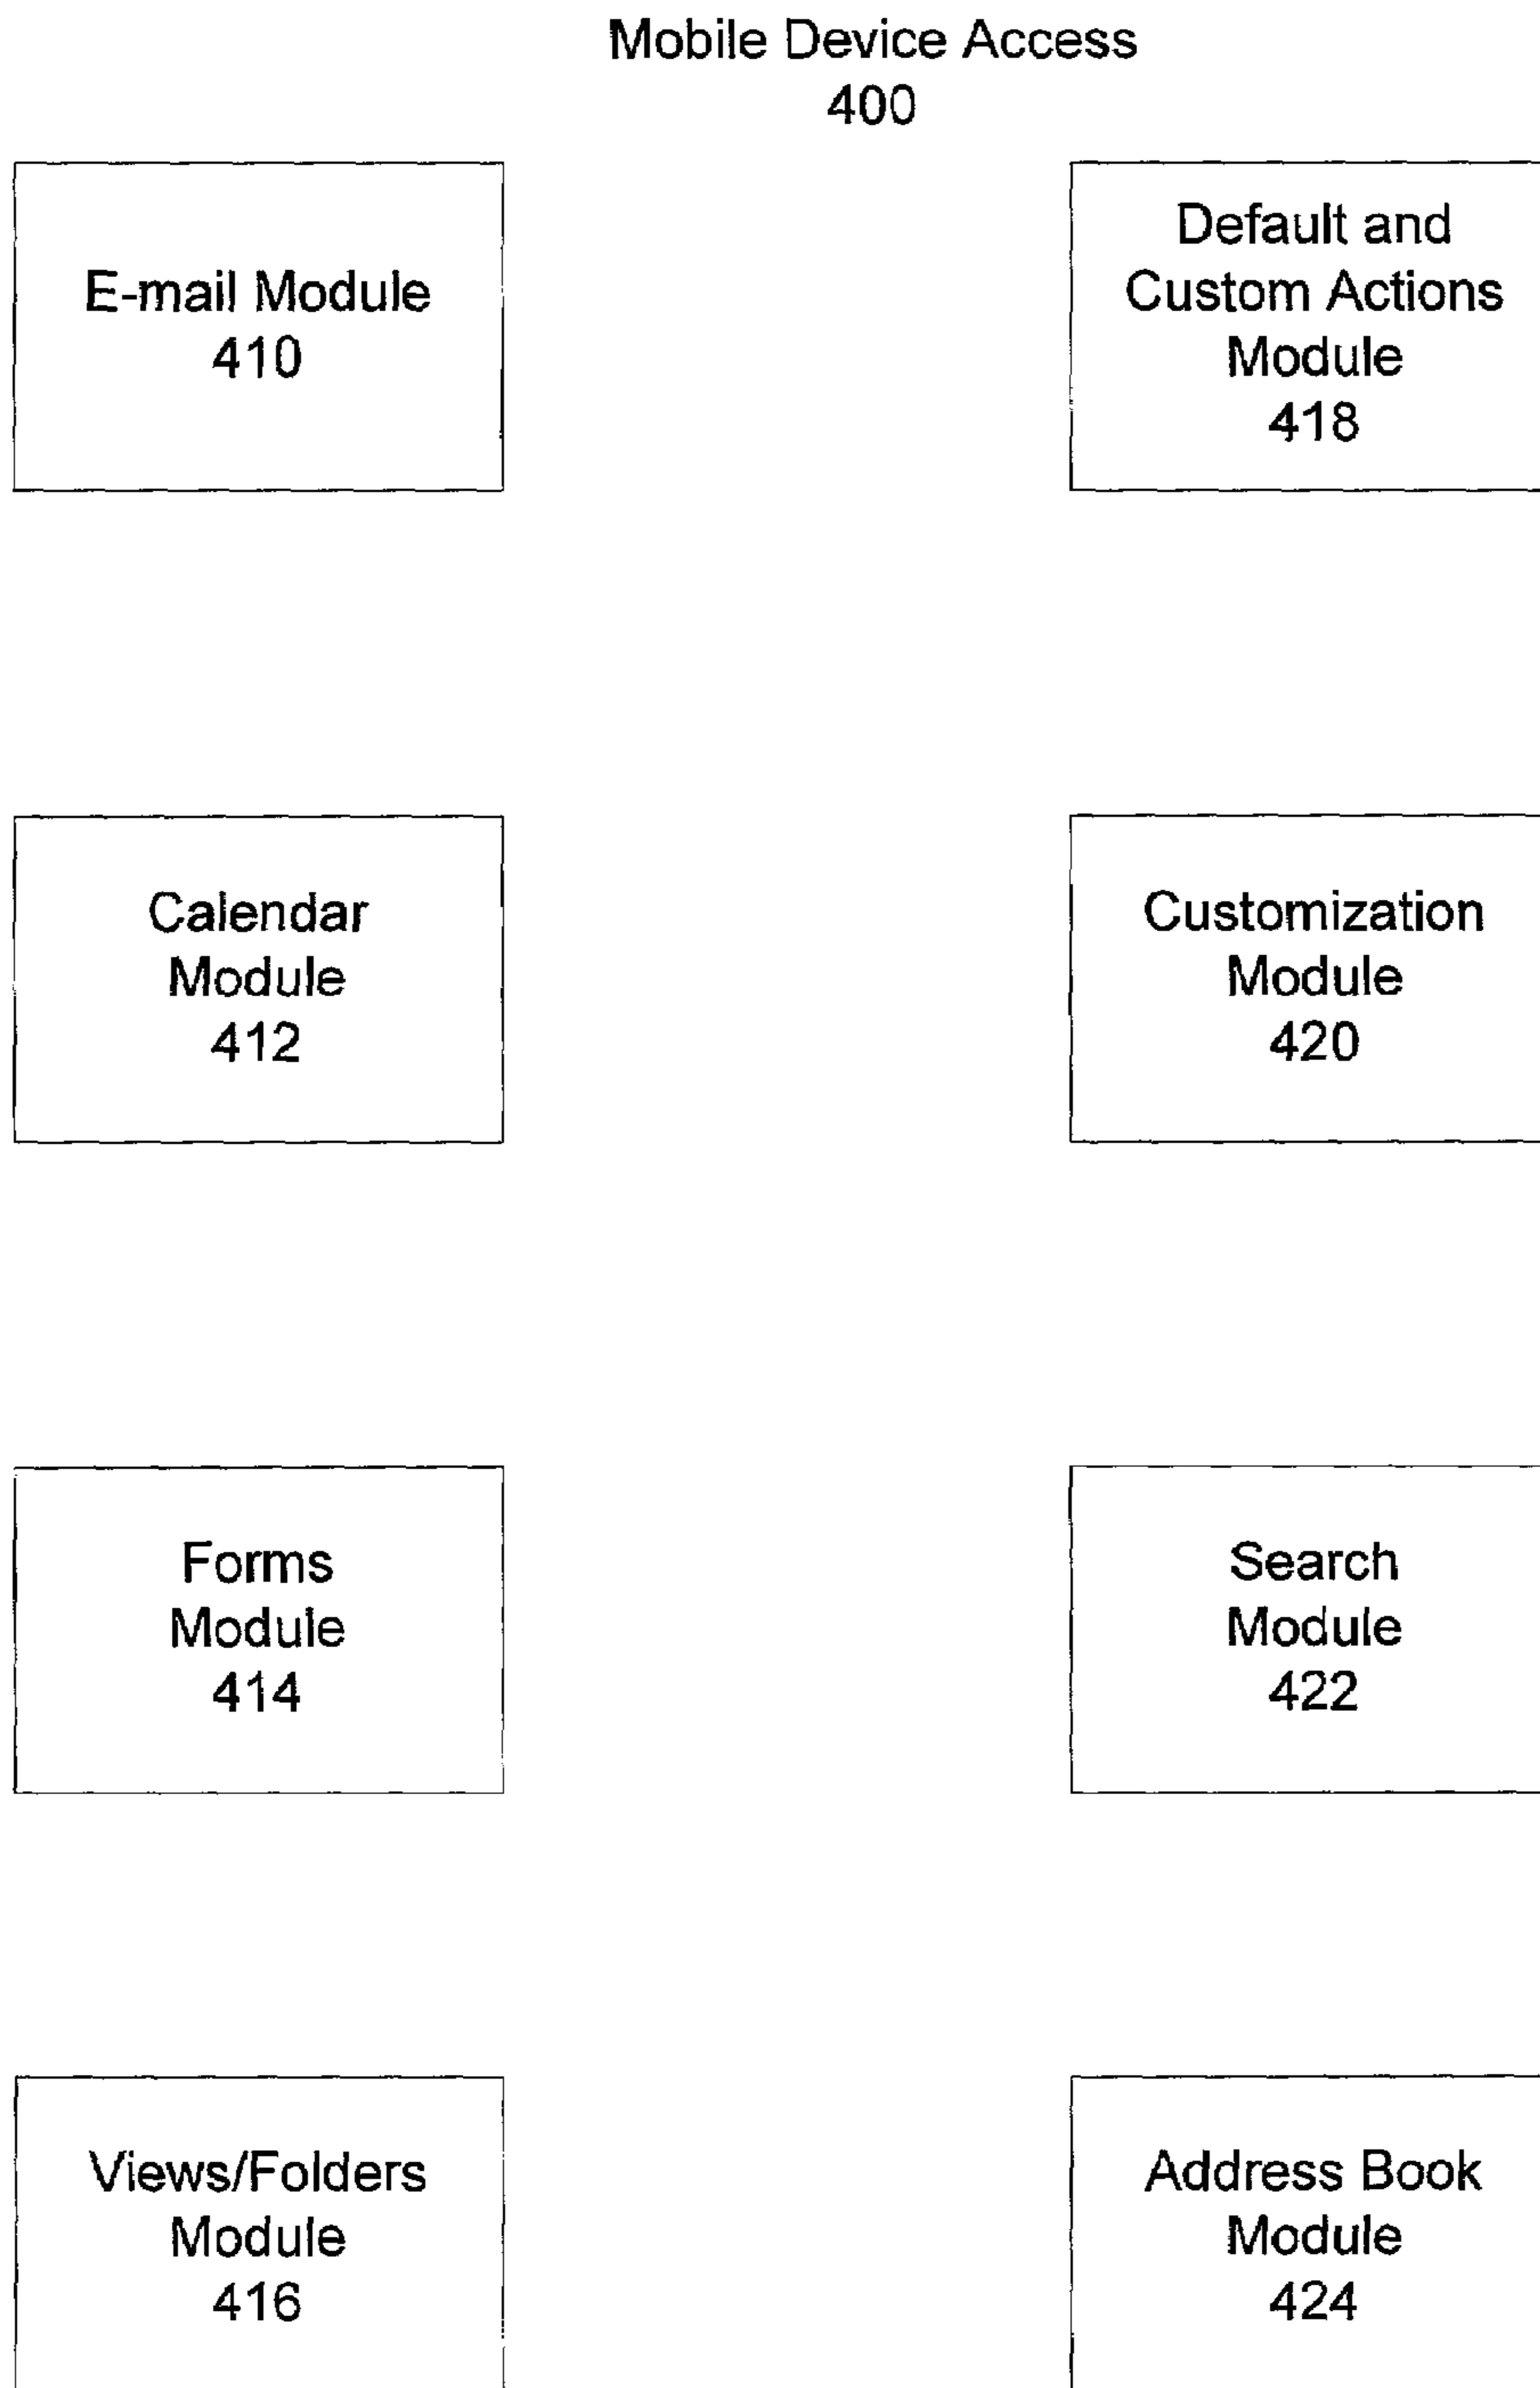 Mobile Device Access
400
E-mail Module
410
Default and
Custom Actions
Module
418
Calendar
Module
412
Customization
Module
420
Forms
Module
414
Search
Module
422
Views/Folders
Module
416
Address Book
Module
424